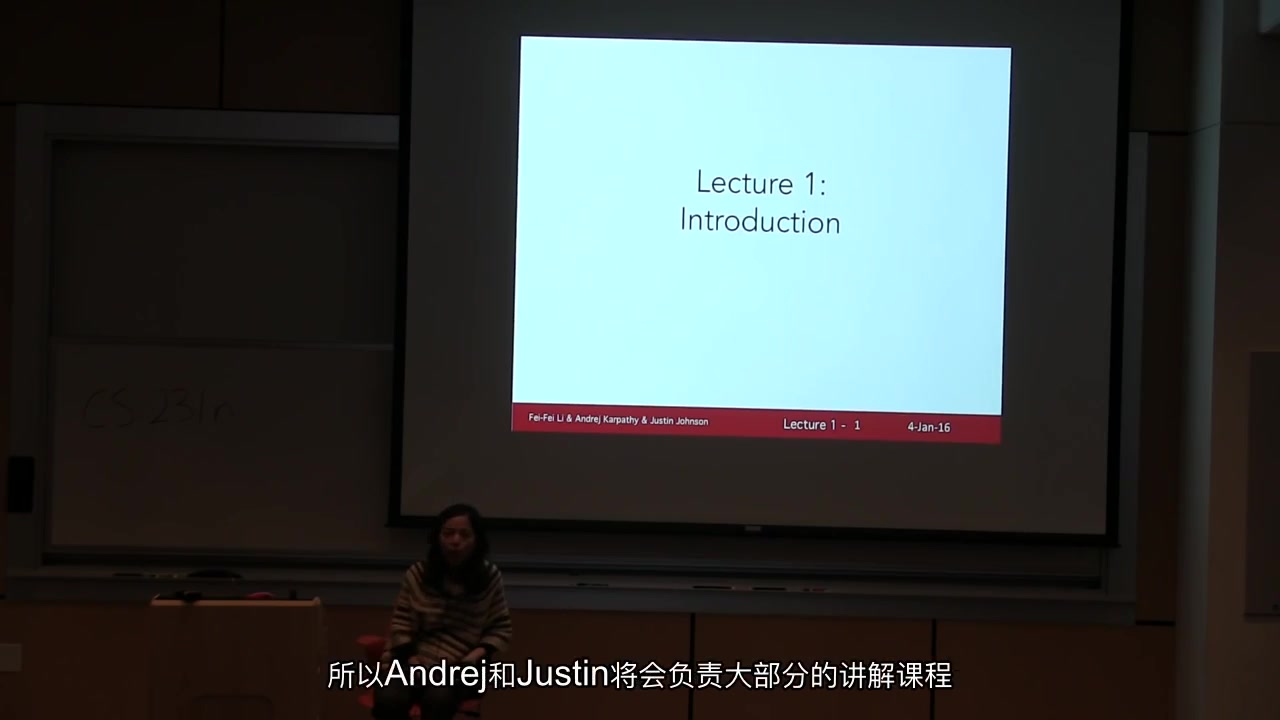 Lecture 1:
Introduction
Fei-Fei Li & Andrej Karpathy & Justin Johnson
Lecture 1 - 1
4-Jan-16
CS 231n
所以Andrej和Justin将会负责大部分的讲解课程